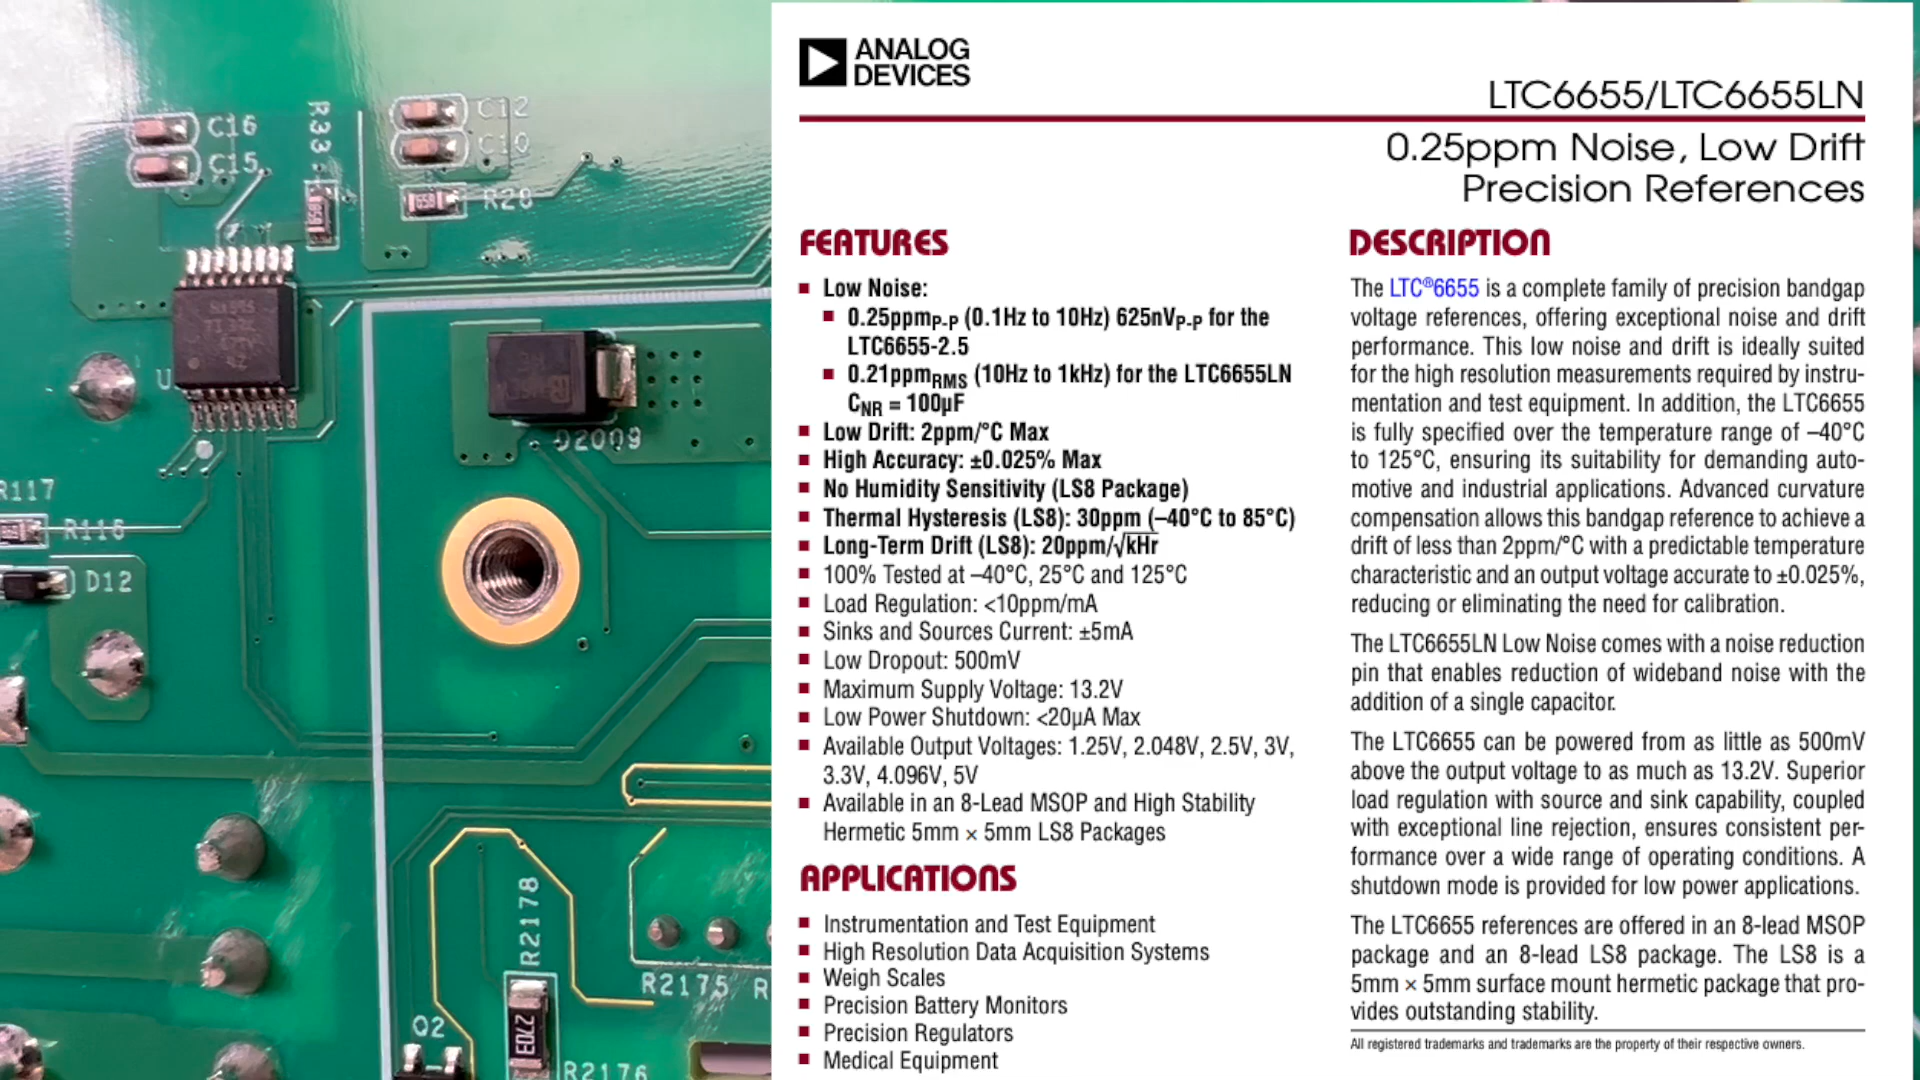 C16
C15
R33
C12
C10
R28
D2009
R117
R116
D12
R2178
R2175
Q2
2703
R2176
ANALOG
DEVICES
LTC6655/LTC6655LN
0.25ppm Noise, Low Drift
Precision References
FEATURES
■ Low Noise:
■ 0.25ppmP-P (0.1Hz to 10Hz) 625nVP-P for the
LTC6655-2.5
■ 0.21ppmRMS (10Hz to 1kHz) for the LTC6655LN
CNR = 100µF
■ Low Drift: 2ppm/°C Max
■ High Accuracy: ±0.025% Max
■ No Humidity Sensitivity (LS8 Package)
■ Thermal Hysteresis (LS8): 30ppm (–40°C to 85°C)
■ Long-Term Drift (LS8): 20ppm/√kHr
■ 100% Tested at –40°C, 25°C and 125°C
■ Load Regulation: <10ppm/mA
■ Sinks and Sources Current: ±5mA
■ Low Dropout: 500mV
■ Maximum Supply Voltage: 13.2V
■ Low Power Shutdown: <20µA Max
■ Available Output Voltages: 1.25V, 2.048V, 2.5V, 3V,
3.3V, 4.096V, 5V
■ Available in an 8-Lead MSOP and High Stability
Hermetic 5mm × 5mm LS8 Packages
APPLICATIONS
■ Instrumentation and Test Equipment
■ High Resolution Data Acquisition Systems
■ Weigh Scales
■ Precision Battery Monitors
■ Precision Regulators
■ Medical Equipment
DESCRIPTION
The LTC®6655 is a complete family of precision bandgap
voltage references, offering exceptional noise and drift
performance. This low noise and drift is ideally suited
for the high resolution measurements required by instru-
mentation and test equipment. In addition, the LTC6655
is fully specified over the temperature range of –40°C
to 125°C, ensuring its suitability for demanding auto-
motive and industrial applications. Advanced curvature
compensation allows this bandgap reference to achieve a
drift of less than 2ppm/°C with a predictable temperature
characteristic and an output voltage accurate to ±0.025%,
reducing or eliminating the need for calibration.
The LTC6655LN Low Noise comes with a noise reduction
pin that enables reduction of wideband noise with the
addition of a single capacitor.
The LTC6655 can be powered from as little as 500mV
above the output voltage to as much as 13.2V. Superior
load regulation with source and sink capability, coupled
with exceptional line rejection, ensures consistent per-
formance over a wide range of operating conditions. A
shutdown mode is provided for low power applications.
The LTC6655 references are offered in an 8-lead MSOP
package and an 8-lead LS8 package. The LS8 is a
5mm × 5mm surface mount hermetic package that pro-
vides outstanding stability.
All registered trademarks and trademarks are the property of their respective owners.